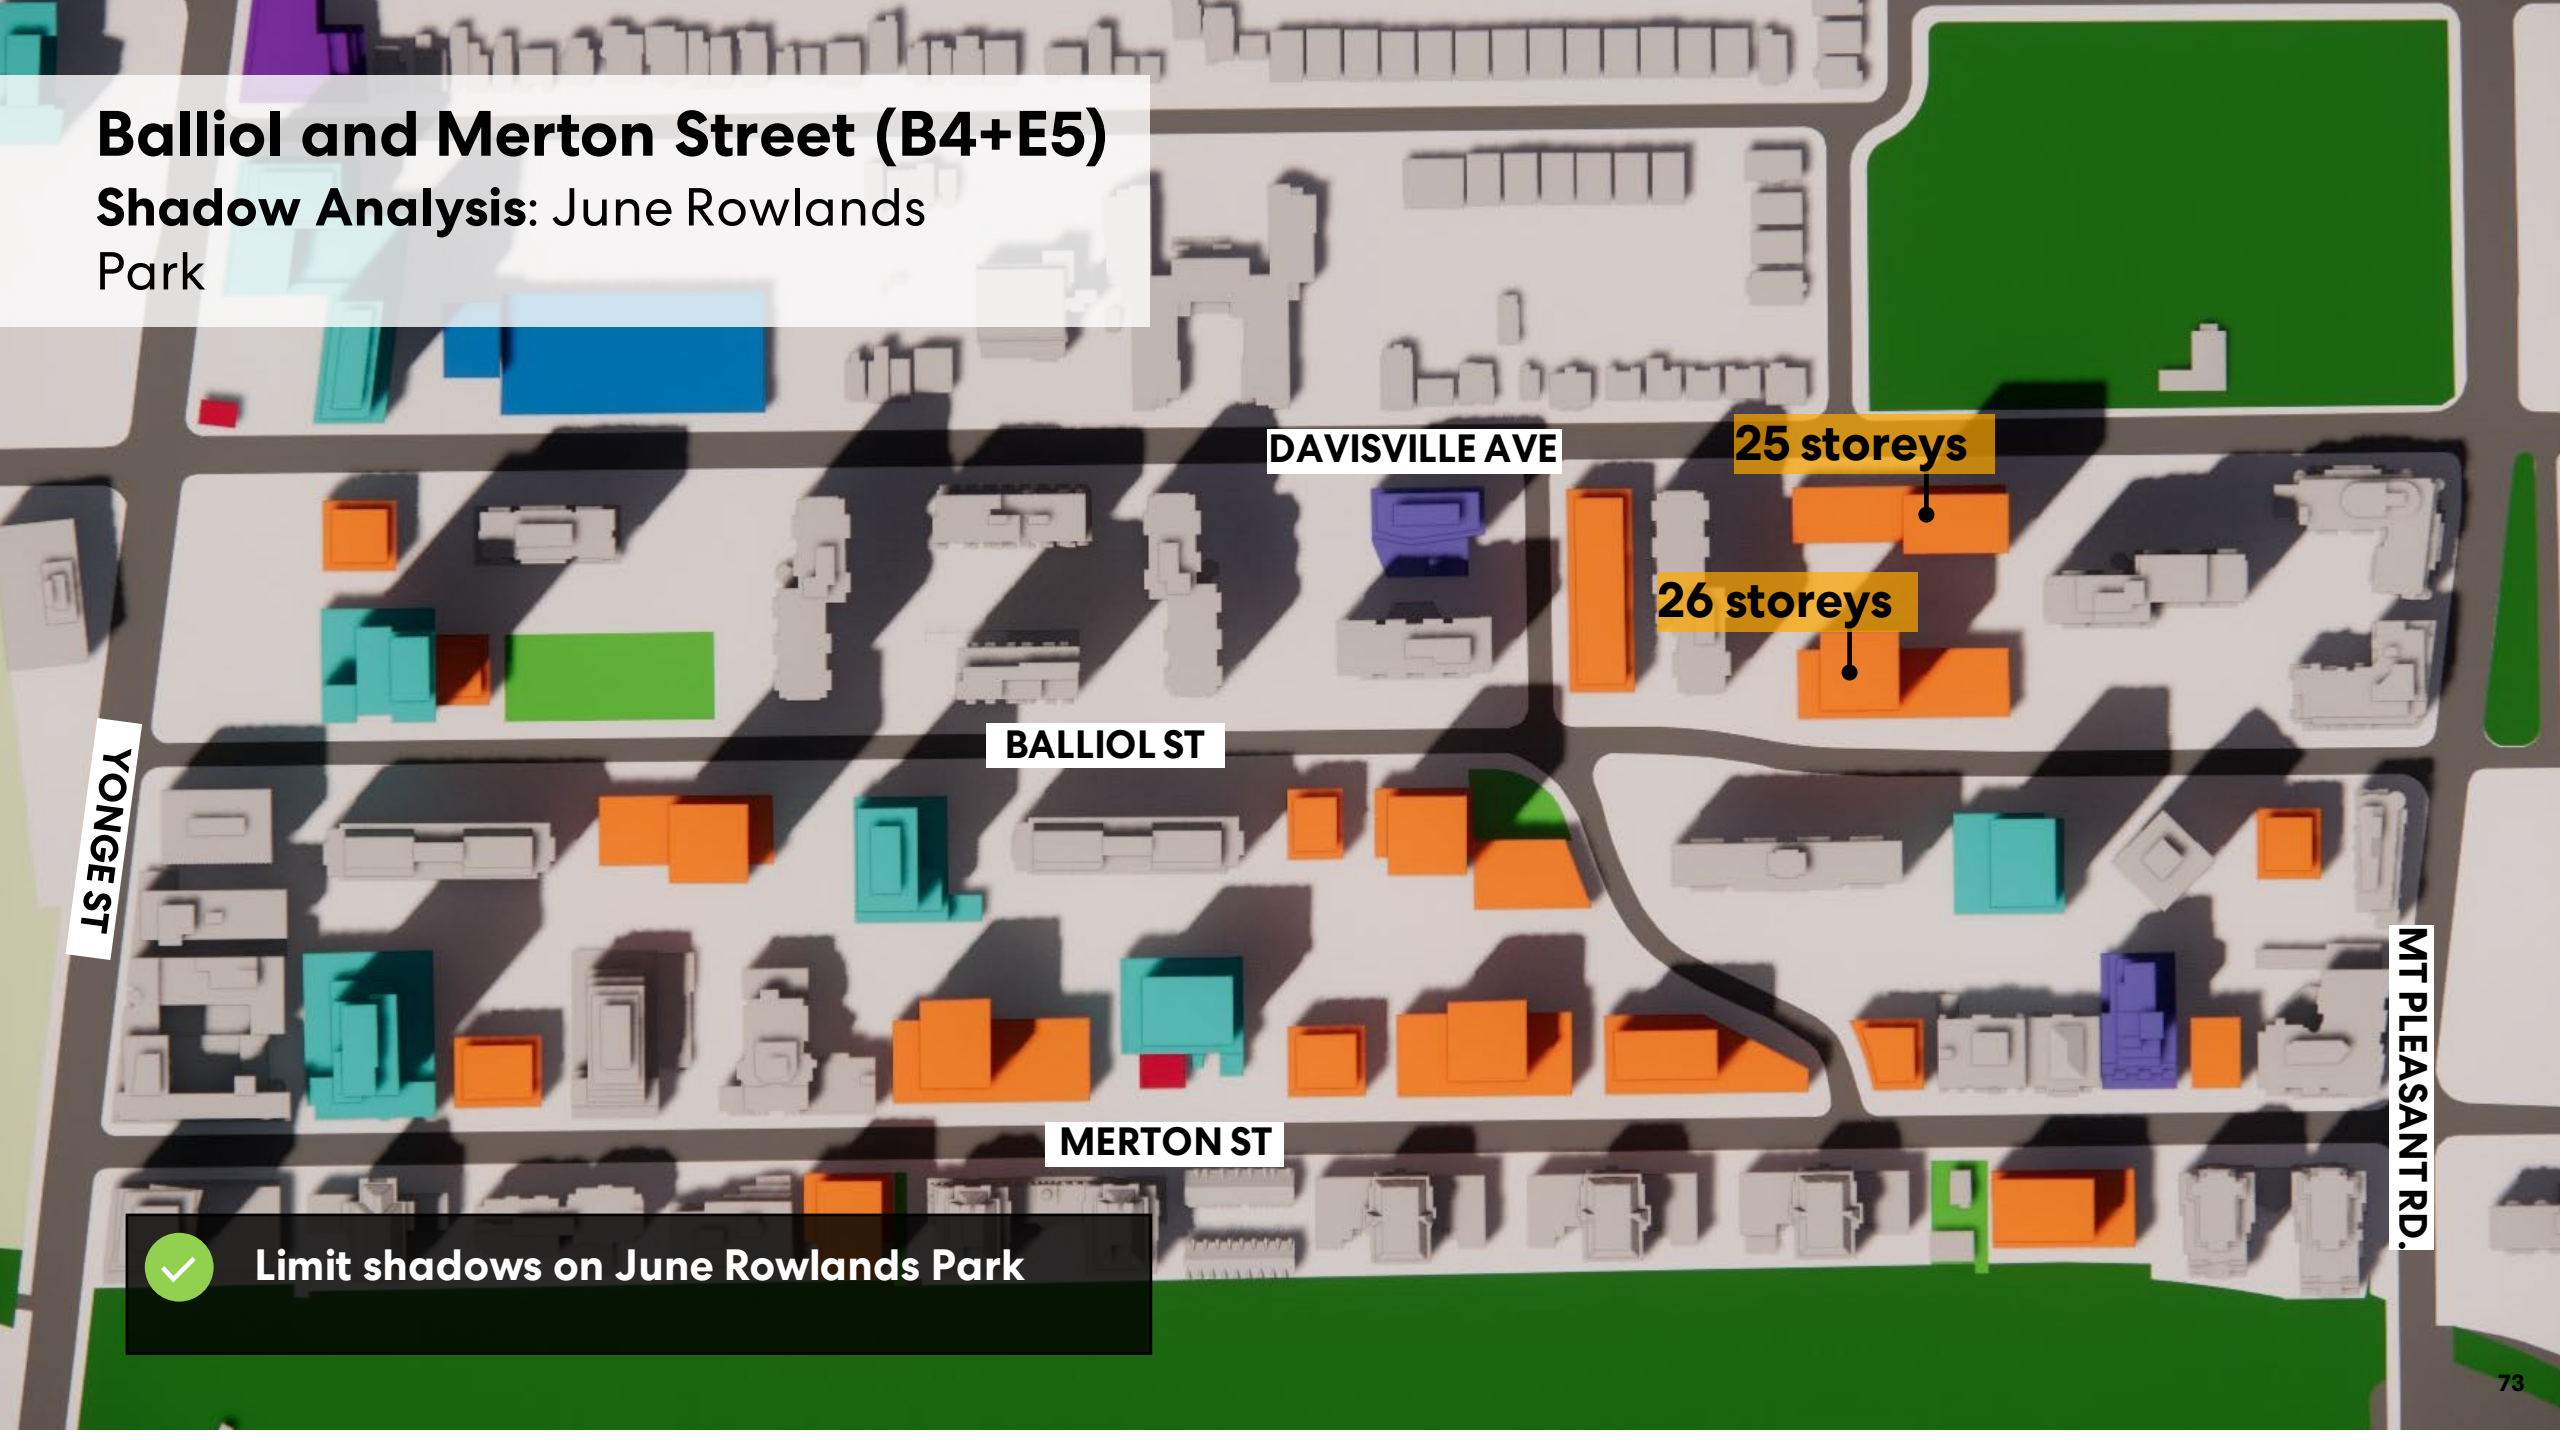 Balliol and Merton Street (B4+E5)
Shadow Analysis: June Rowlands
Park
DAVISVILLE AVE
25 storeys
26 storeys
BALLIOL ST
YONGE ST
MT PLEASANT RD.
MERTON ST
Limit shadows on June Rowlands Park
73